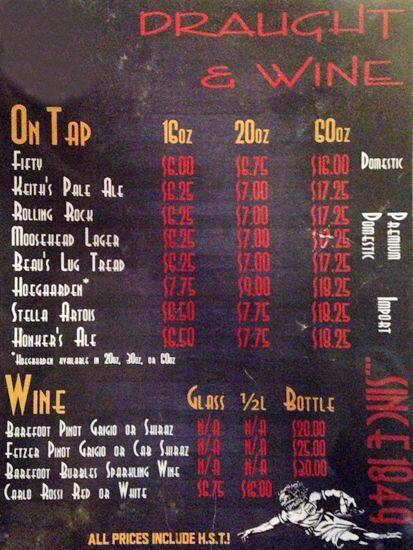 DRAUGHT
& WINE
ON TAP 16OZ 20OZ 60OZ
FIFTY $6.00 $6.75 $16.00 DOMESTIC
KEITH'S PALE ALE $6.25 $7.00 $17.25
ROLLING ROCK $6.25 $7.00 $17.25
MOOSEHEAD LAGER $6.25 $7.00 $17.25
BEAU'S LUG TREAD $6.25 $7.00 $17.25
HOEGAARDEN* $7.75 $9.00 $18.25
STELLA ARTOIS $6.50 $7.75 $18.25
HONKER'S ALE $6.50 $7.75 $18.25
PREMIUM DOMESTIC
IMPORT
*HOEGAARDEN AVAILABLE IN 20OZ, 30OZ, OR 60OZ
WINE GLASS ½L BOTTLE
BAREFOOT PINOT GRIGIO OR SHIRAZ N/A N/A $20.00
FETZER PINOT GRIGIO OR CAB SHIRAZ N/A N/A $25.00
BAREFOOT BUBBLES SPARKLING WINE N/A N/A $30.00
CARLO ROSSI RED OR WHITE $6.75 $16.00
...SINCE 1849
ALL PRICES INCLUDE H.S.T.!